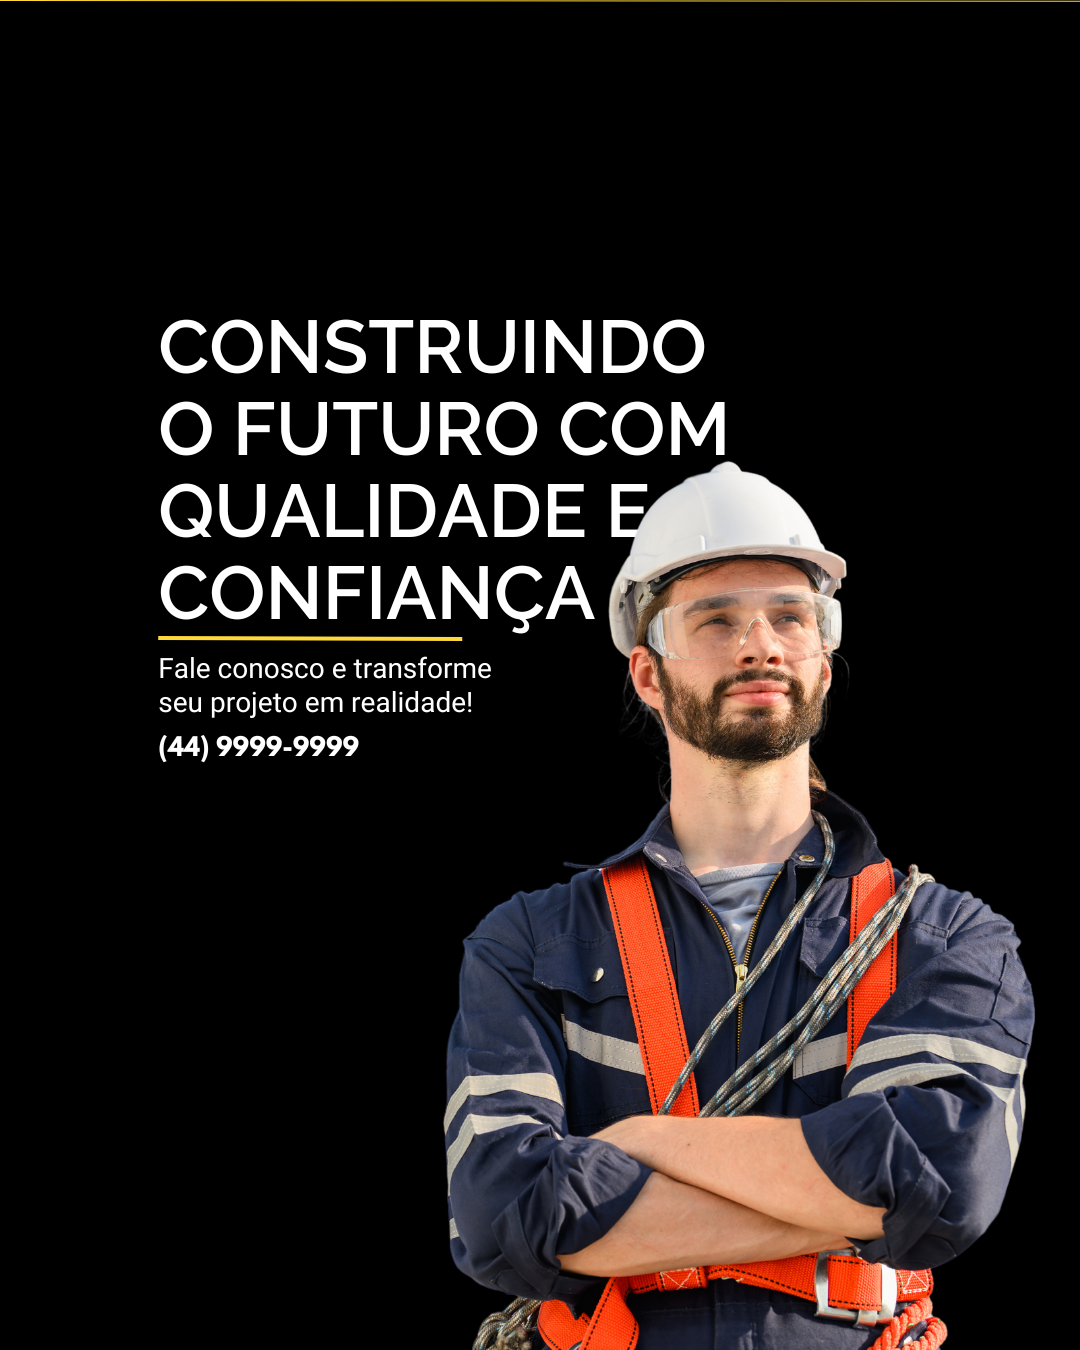 CONSTRUINDO
O FUTURO COM
QUALIDADE E
CONFIANÇA
Fale conosco e transforme
seu projeto em realidade!
(44) 9999-9999